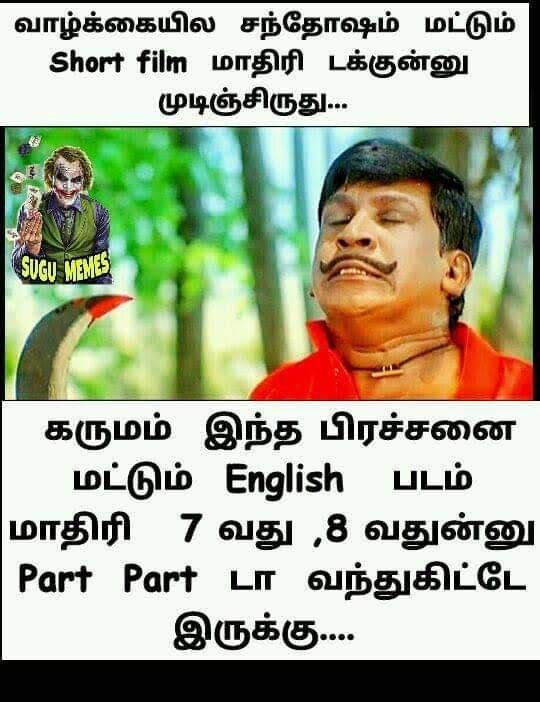 வாழ்க்கையில சந்தோஷம் மட்டும்
Short film மாதிரி டக்குன்னு
முடிஞ்சிருது...
SUGU MEMES
கருமம் இந்த பிரச்சனை
மட்டும் English படம்
மாதிரி 7 வது ,8 வதுன்னு
Part Part டா வந்துகிட்டே
இருக்கு....